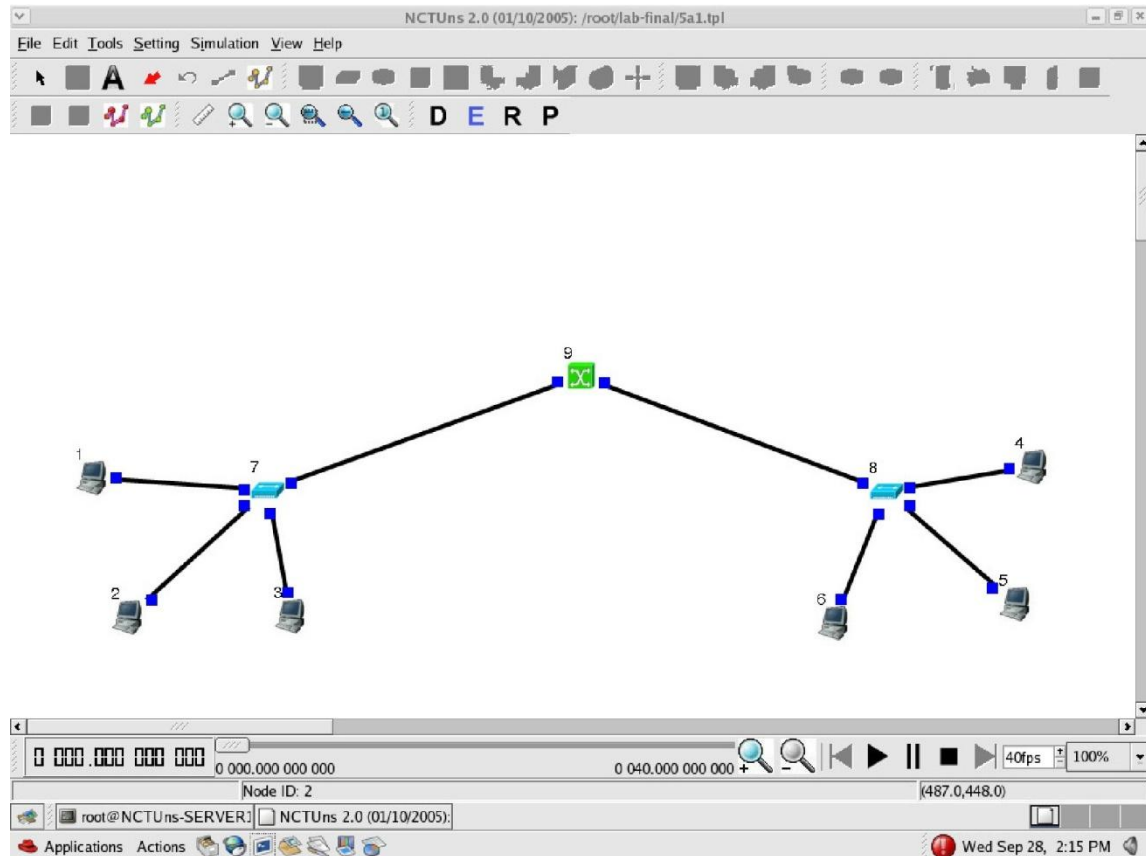 NCTUns 2.0 (01/10/2005): /root/lab-final/5a1.tpl
File Edit Tools Setting Simulation View Help
A
D E R P
9
1
7
8
4
2
3
6
5
0 000.000 000 000
0 000.000 000 000
0 040.000 000 000
40fps
100%
Node ID: 2
(487.0,448.0)
root@NCTUns-SERVER1
NCTUns 2.0 (01/10/2005):
Applications Actions
Wed Sep 28, 2:15 PM